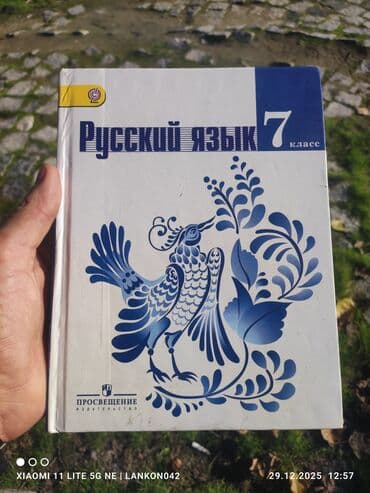 Русский язык 7
класс
ПРОСВЕЩЕНИЕ
ИЗДАТЕЛЬСТВО
XIAOMI 11 LITE 5G NE | LANKON042
29.12.2025 12:57